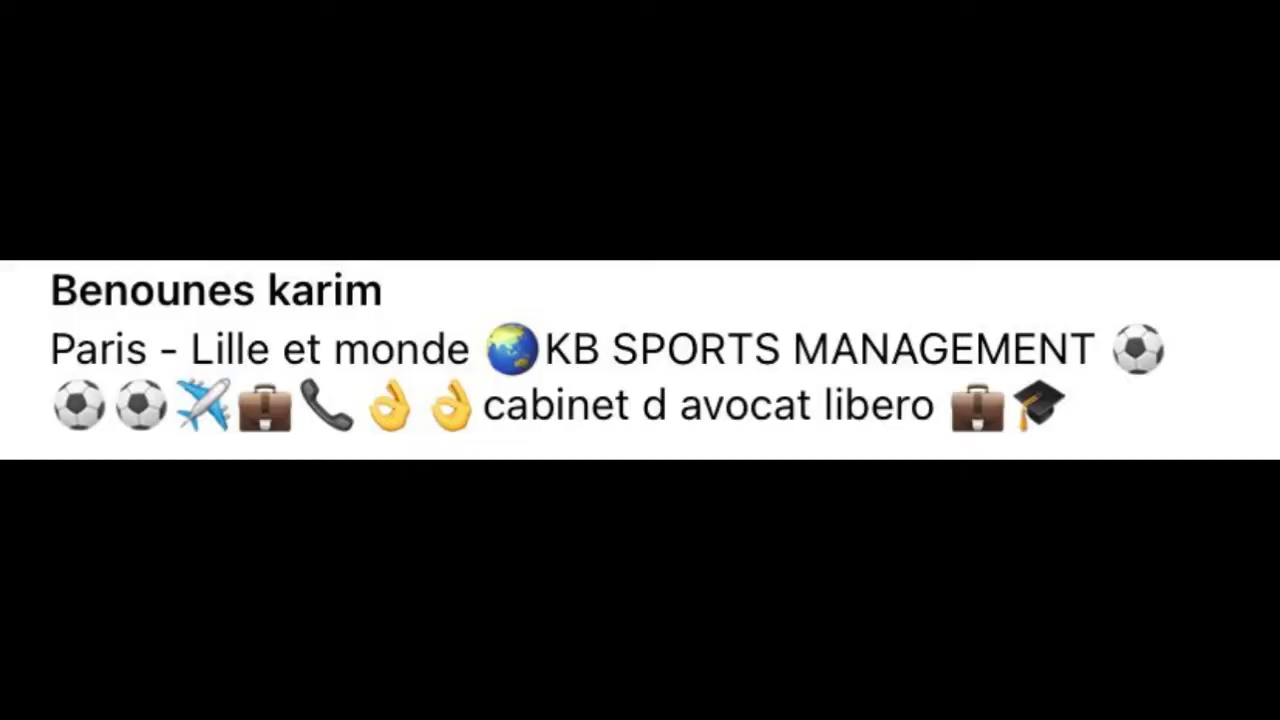 Benounes karim
Paris - Lille et monde 🌏KB SPORTS MANAGEMENT ⚽
⚽⚽✈️💼📞👌👌cabinet d avocat libero 💼🎓